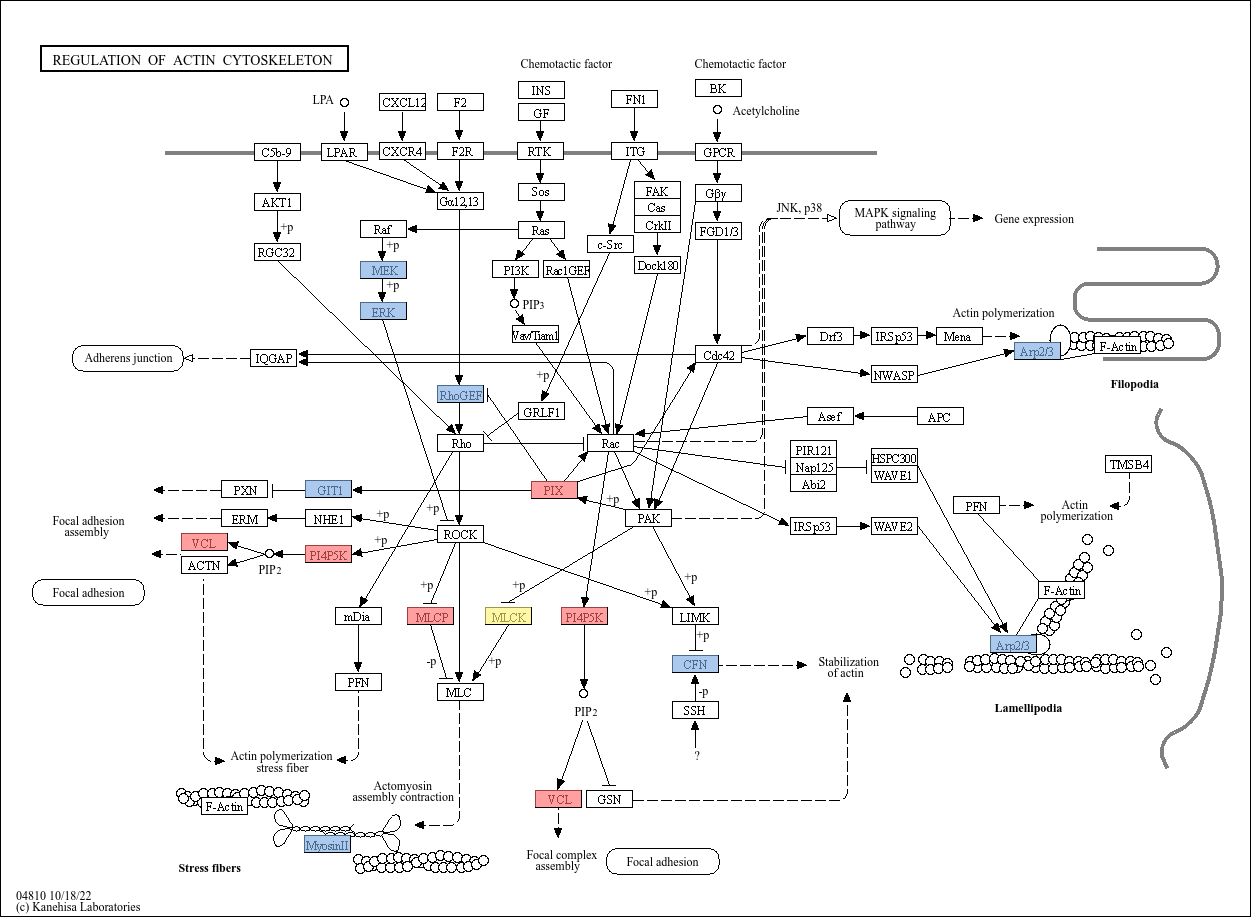 REGULATION OF ACTIN CYTOSKELETON
Chemotactic factor
Chemotactic factor
LPA
CXCL12
F2
INS
GF
FN1
BK
Acetylcholine
C5b-9
LPAR
CXCR4
F2R
RTK
ITG
GPCR
AKT1
Gα12,13
Sos
FAK
Cas
CrkII
Gβγ
JNK, p38
MAPK signaling
pathway
Gene expression
+p
Raf
Ras
c-Src
FGD1/3
RGC32
+p
MEK
PI3K
Rac1GEF
Dock180
+p
ERK
PIP3
Vav/Tiam1
Actin polymerization
Drf3
IRSp53
Mena
Arp2/3
F-Actin
Adherens junction
IQGAP
Cdc42
NWASP
Filopodia
+p
RhoGEF
GRLF1
Asef
APC
Rho
Rac
PIR121
Nap125
Abi2
HSPC300
WAVE1
TMSB4
PXN
GIT1
PIX
+p
PAK
+p
IRSp53
WAVE2
PFN
Actin
polymerization
Focal adhesion
assembly
ERM
NHE1
+p
ROCK
VCL
ACTN
PIP2
PI4P5K
+p
Focal adhesion
+p
+p
+p
+p
F-Actin
mDia
MLCP
MLCK
PI4P5K
LIMK
+p
Arp2/3
-p
+p
CFN
Stabilization
of actin
PFN
MLC
-p
SSH
PIP2
Lamellipodia
?
Actin polymerization
stress fiber
Actomyosin
assembly contraction
F-Actin
VCL
GSN
MyosinII
Stress fibers
Focal complex
assembly
Focal adhesion
04810 10/18/22
(c) Kanehisa Laboratories